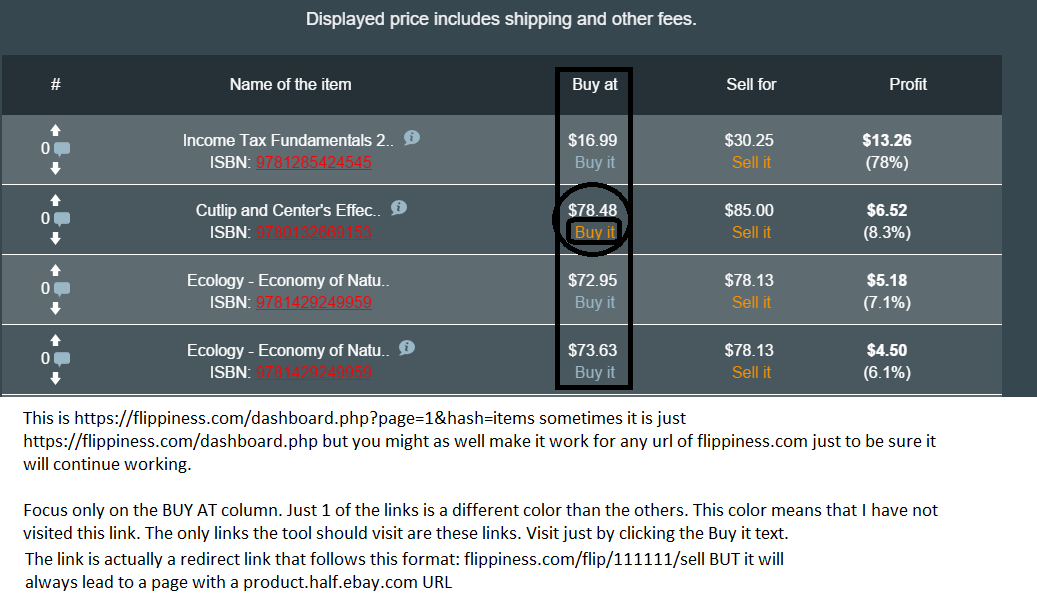 Displayed price includes shipping and other fees.
# Name of the item Buy at Sell for Profit
Income Tax Fundamentals 2.. $16.99 $30.25 $13.26
0 ISBN: 9781285424545 Buy it Sell it (78%)
Cutlip and Center's Effec.. $78.48 $85.00 $6.52
0 ISBN: 9780132669153 Buy it Sell it (8.3%)
Ecology - Economy of Natu.. $72.95 $78.13 $5.18
0 ISBN: 9781429249959 Buy it Sell it (7.1%)
Ecology - Economy of Natu.. $73.63 $78.13 $4.50
0 ISBN: 9781429249959 Buy it Sell it (6.1%)
This is https://flippiness.com/dashboard.php?page=1&hash=items sometimes it is just
https://flippiness.com/dashboard.php but you might as well make it work for any url of flippiness.com just to be sure it
will continue working.
Focus only on the BUY AT column. Just 1 of the links is a different color than the others. This color means that I have not
visited this link. The only links the tool should visit are these links. Visit just by clicking the Buy it text.
The link is actually a redirect link that follows this format: flippiness.com/flip/111111/sell BUT it will
always lead to a page with a product.half.ebay.com URL